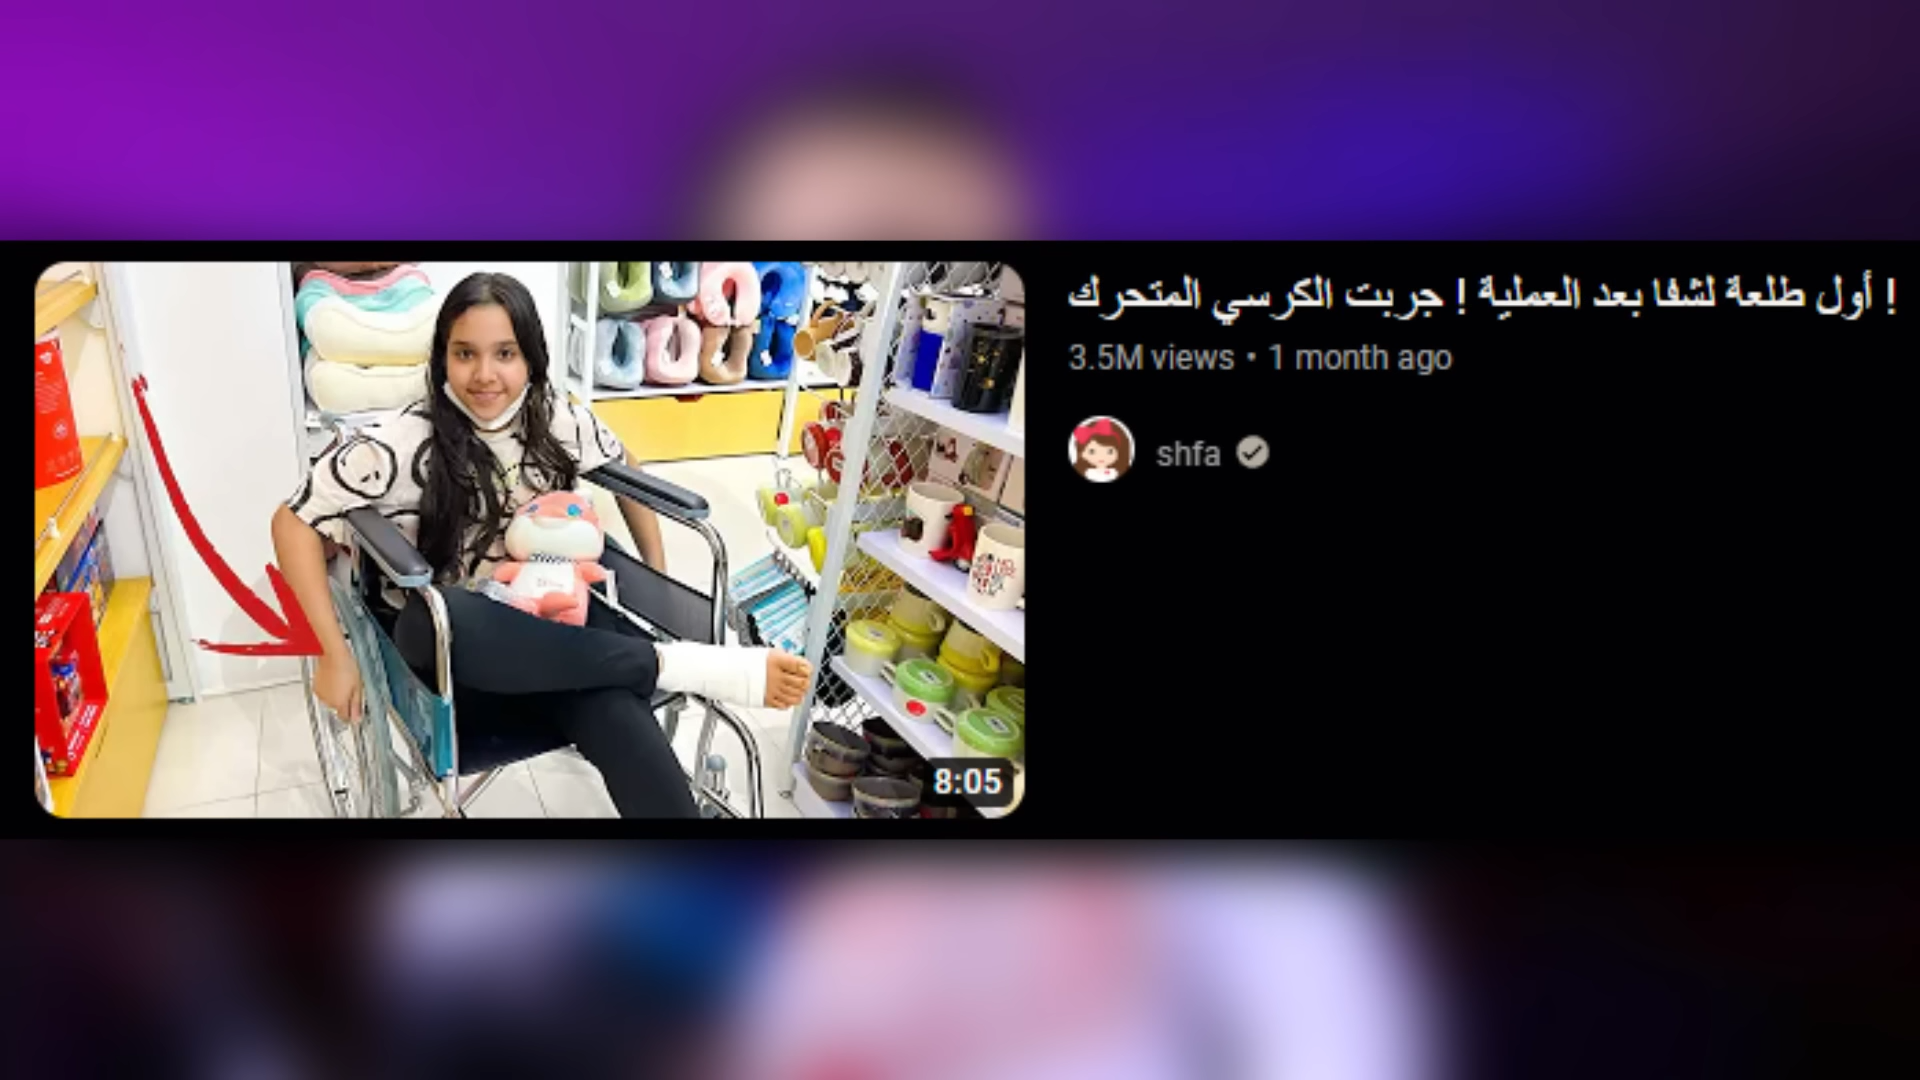 أول طلعة لشفا بعد العملية ! جربت الكرسي المتحرك !
3.5M views • 1 month ago
shfa
8:05